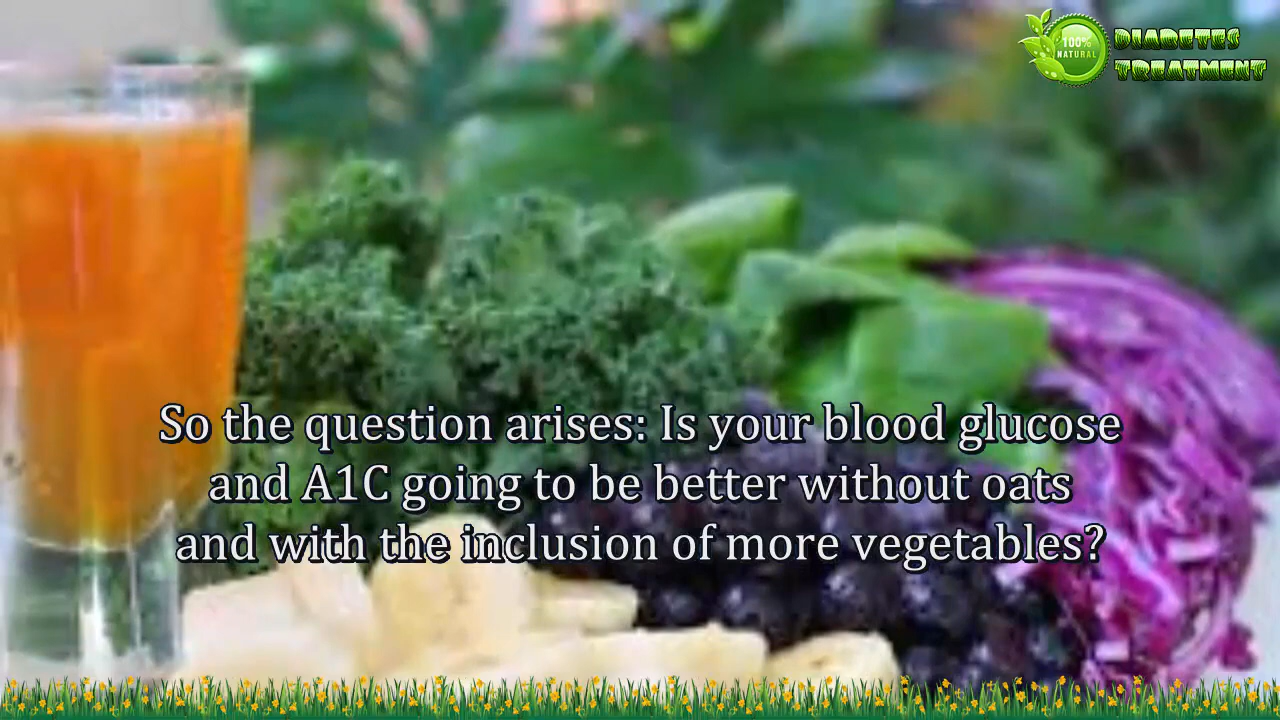 100%
NATURAL
DIABETES
TREATMENT
So the question arises: Is your blood glucose
and A1C going to be better without oats
and with the inclusion of more vegetables?